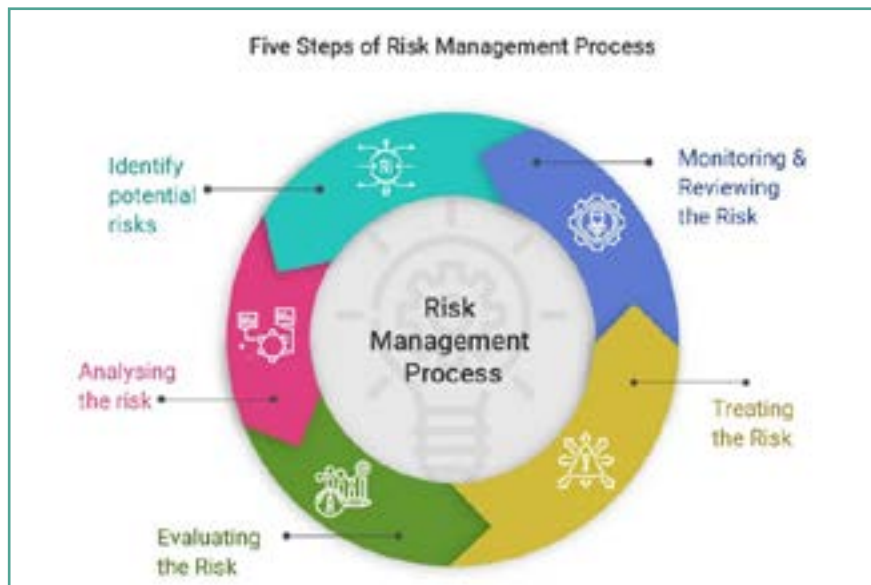 Five Steps of Risk Management Process
Identify
potential
risks
Monitoring &
Reviewing
the Risk
Risk
Management
Process
Analysing
the risk
Treating
the Risk
Evaluating
the Risk